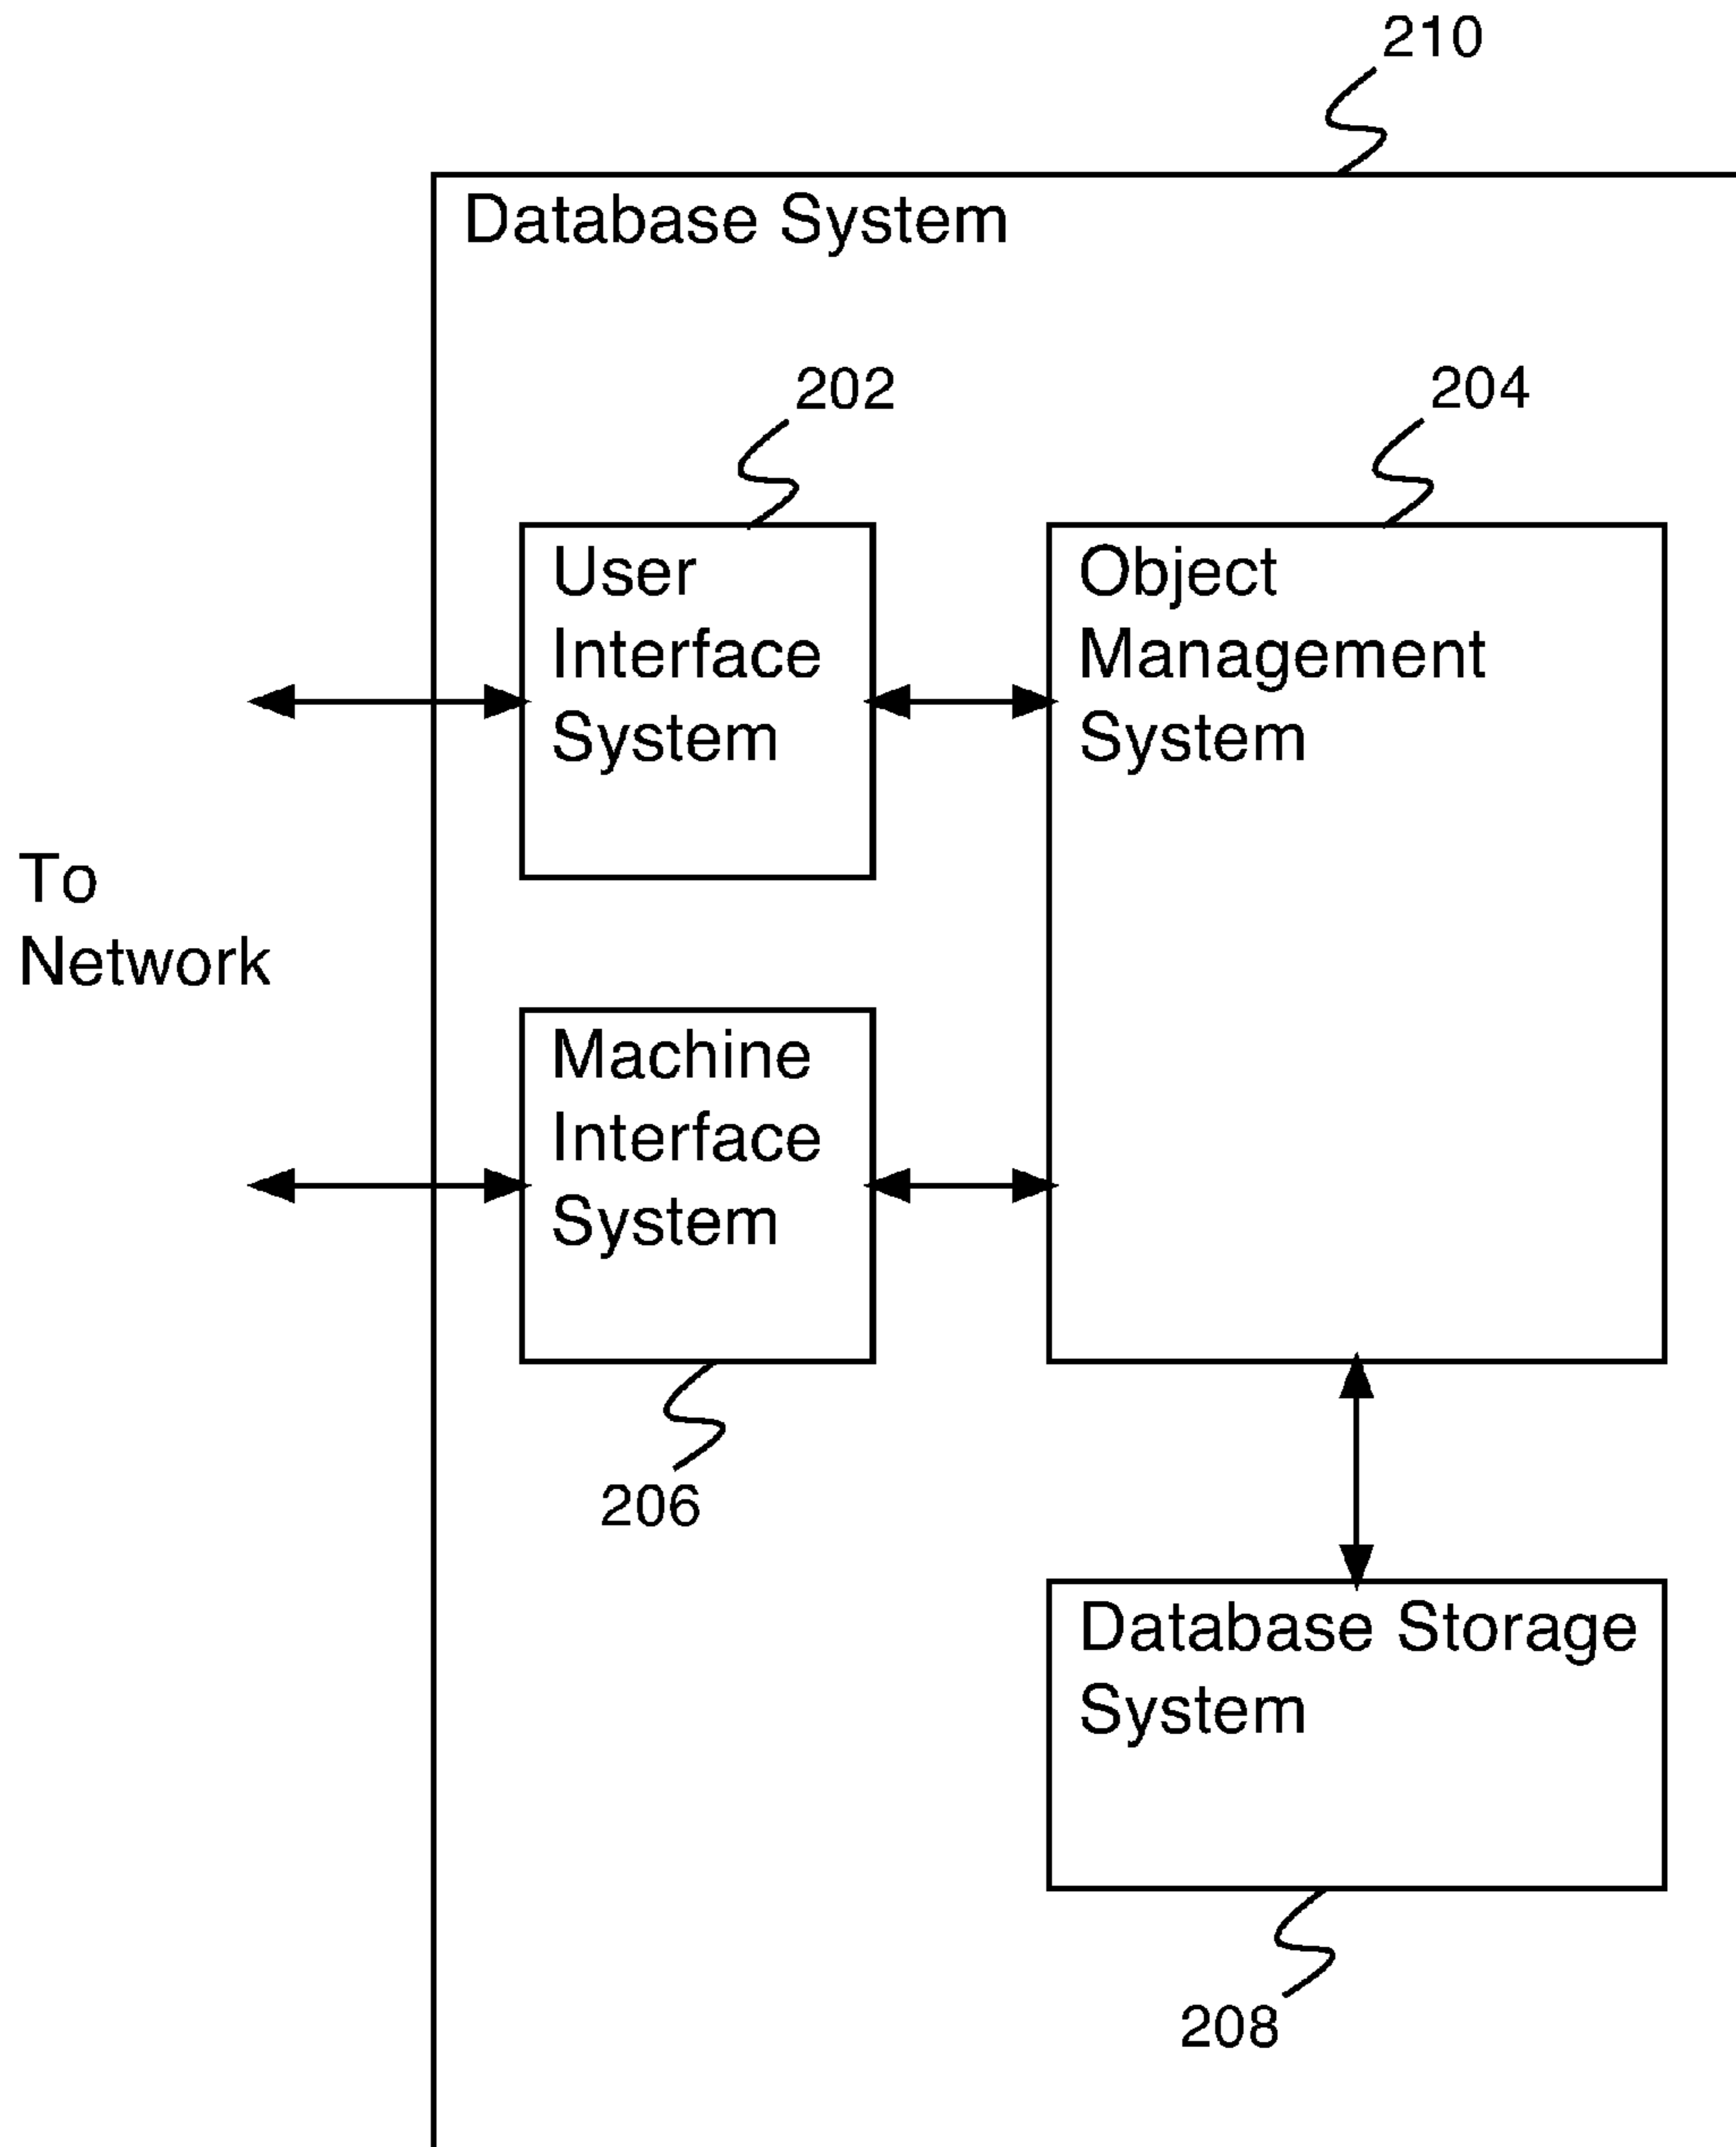 210
Database System
202
204
User
Interface
System
Object
Management
System
To
Network
Machine
Interface
System
206
Database Storage
System
208